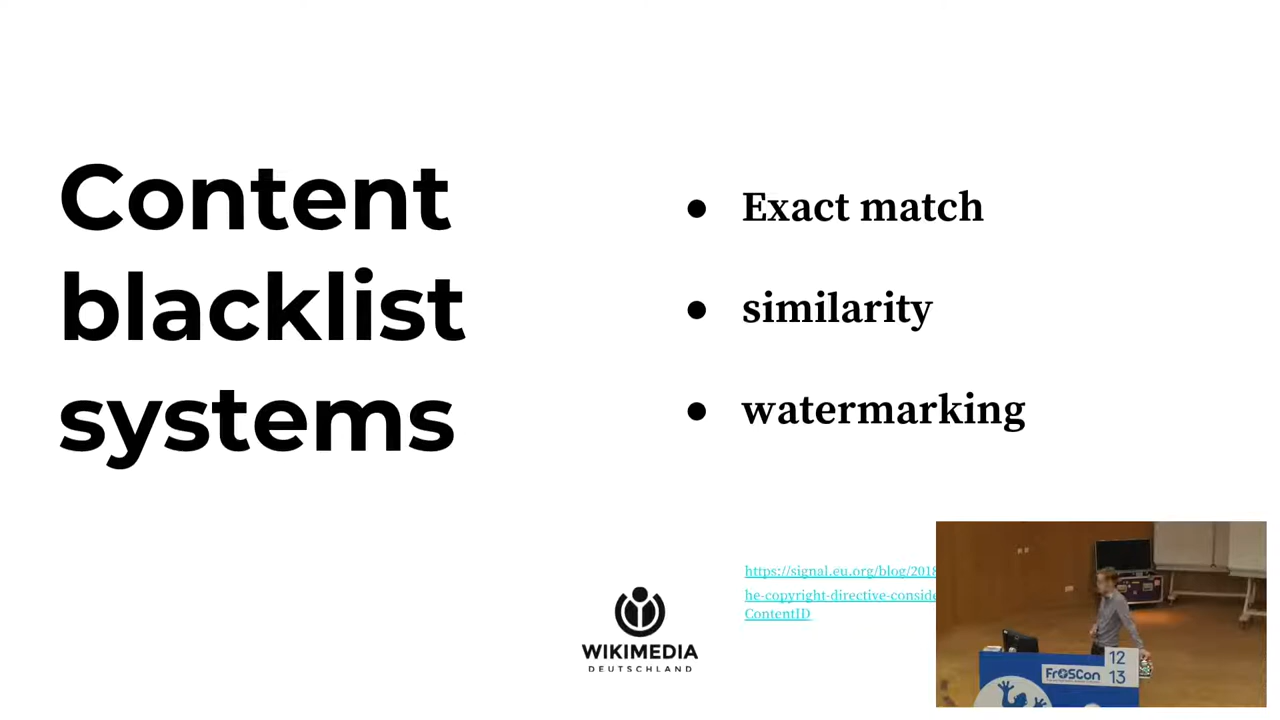 Content
blacklist
systems
● Exact match
● similarity
● watermarking
https://signal.eu.org/blog/2018
he-copyright-directive-conside
ContentID
WIKIMEDIA
DEUTSCHLAND
FrOSCon
12
13